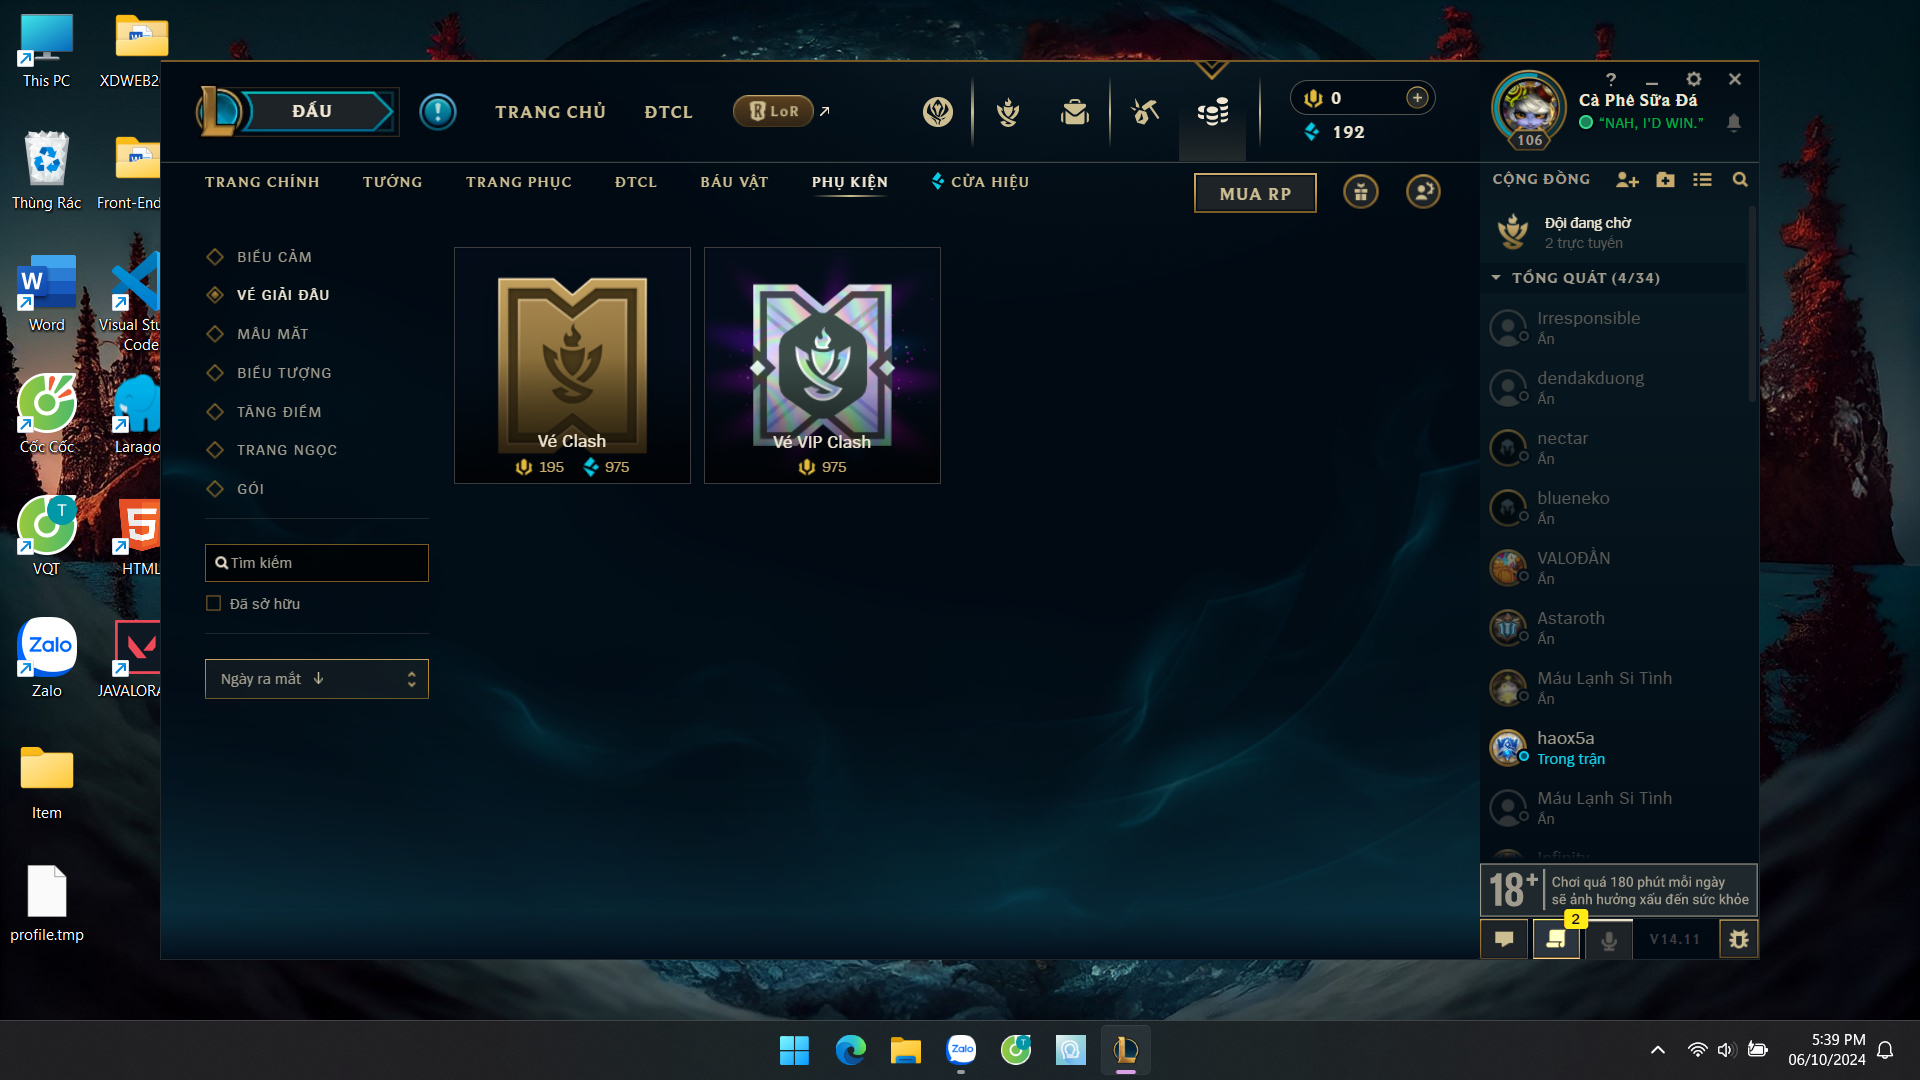 This PC
XDWEB2
Thùng Rác
Front-End
Word
Visual Stu
Code
Cốc Cốc
Larago
VQT
HTML
Zalo
JAVALORA
Item
profile.tmp
ĐẤU
TRANG CHỦ
ĐTCL
LoR
0
192
Cà Phê Sữa Đá
"NAH, I'D WIN."
106
TRANG CHÍNH
TƯỚNG
TRANG PHỤC
ĐTCL
BÁU VẬT
PHỤ KIỆN
CỬA HIỆU
MUA RP
BIỂU CẢM
VÉ GIẢI ĐẤU
MẪU MẮT
BIỂU TƯỢNG
TĂNG ĐIỂM
TRANG NGỌC
GÓI
Tìm kiếm
Đã sở hữu
Ngày ra mắt
Vé Clash
195 975
Vé VIP Clash
975
CỘNG ĐỒNG
Đội đang chờ
2 trực tuyến
TỔNG QUÁT (4/34)
Irresponsible
Ẩn
dendakduong
Ẩn
nectar
Ẩn
blueneko
Ẩn
VALOĐẦN
Ẩn
Astaroth
Ẩn
Máu Lạnh Si Tình
Ẩn
haox5a
Trong trận
Máu Lạnh Si Tình
Ẩn
Infinity
18+
Chơi quá 180 phút mỗi ngày
sẽ ảnh hưởng xấu đến sức khỏe
2
V14.11
Zalo
T
5:39 PM
06/10/2024